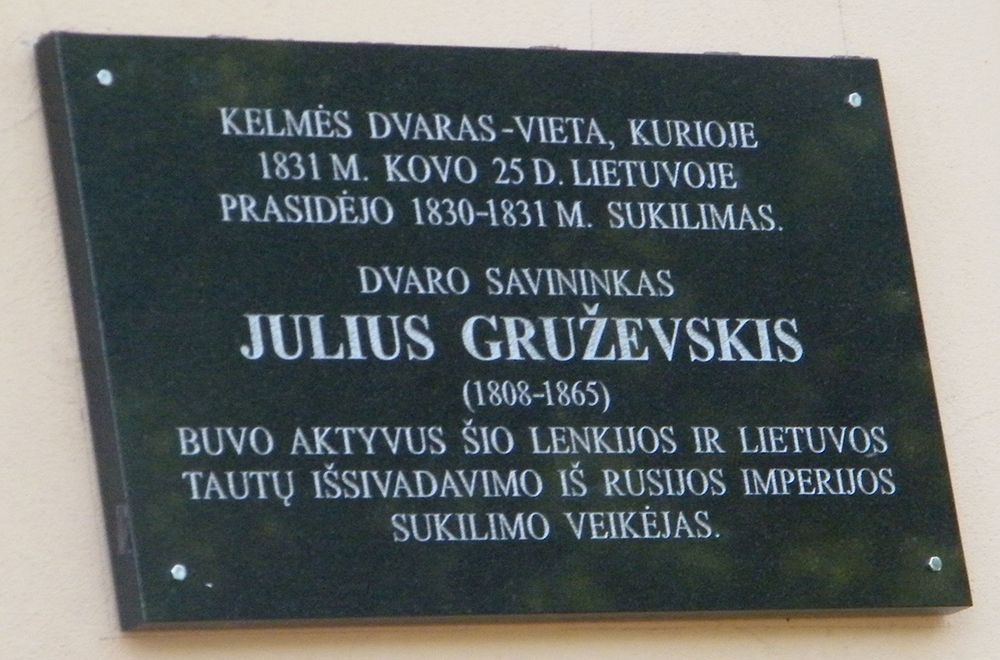 KELMĖS DVARAS-VIETA, KURIOJE
1831 M. KOVO 25 D. LIETUVOJE
PRASIDĖJO 1830-1831 M. SUKILIMAS.
DVARO SAVININKAS
JULIUS GRUŽEVSKIS
(1808-1865)
BUVO AKTYVUS ŠIO LENKIJOS IR LIETUVOS
TAUTŲ IŠSIVADAVIMO IŠ RUSIJOS IMPERIJOS
SUKILIMO VEIKĖJAS.